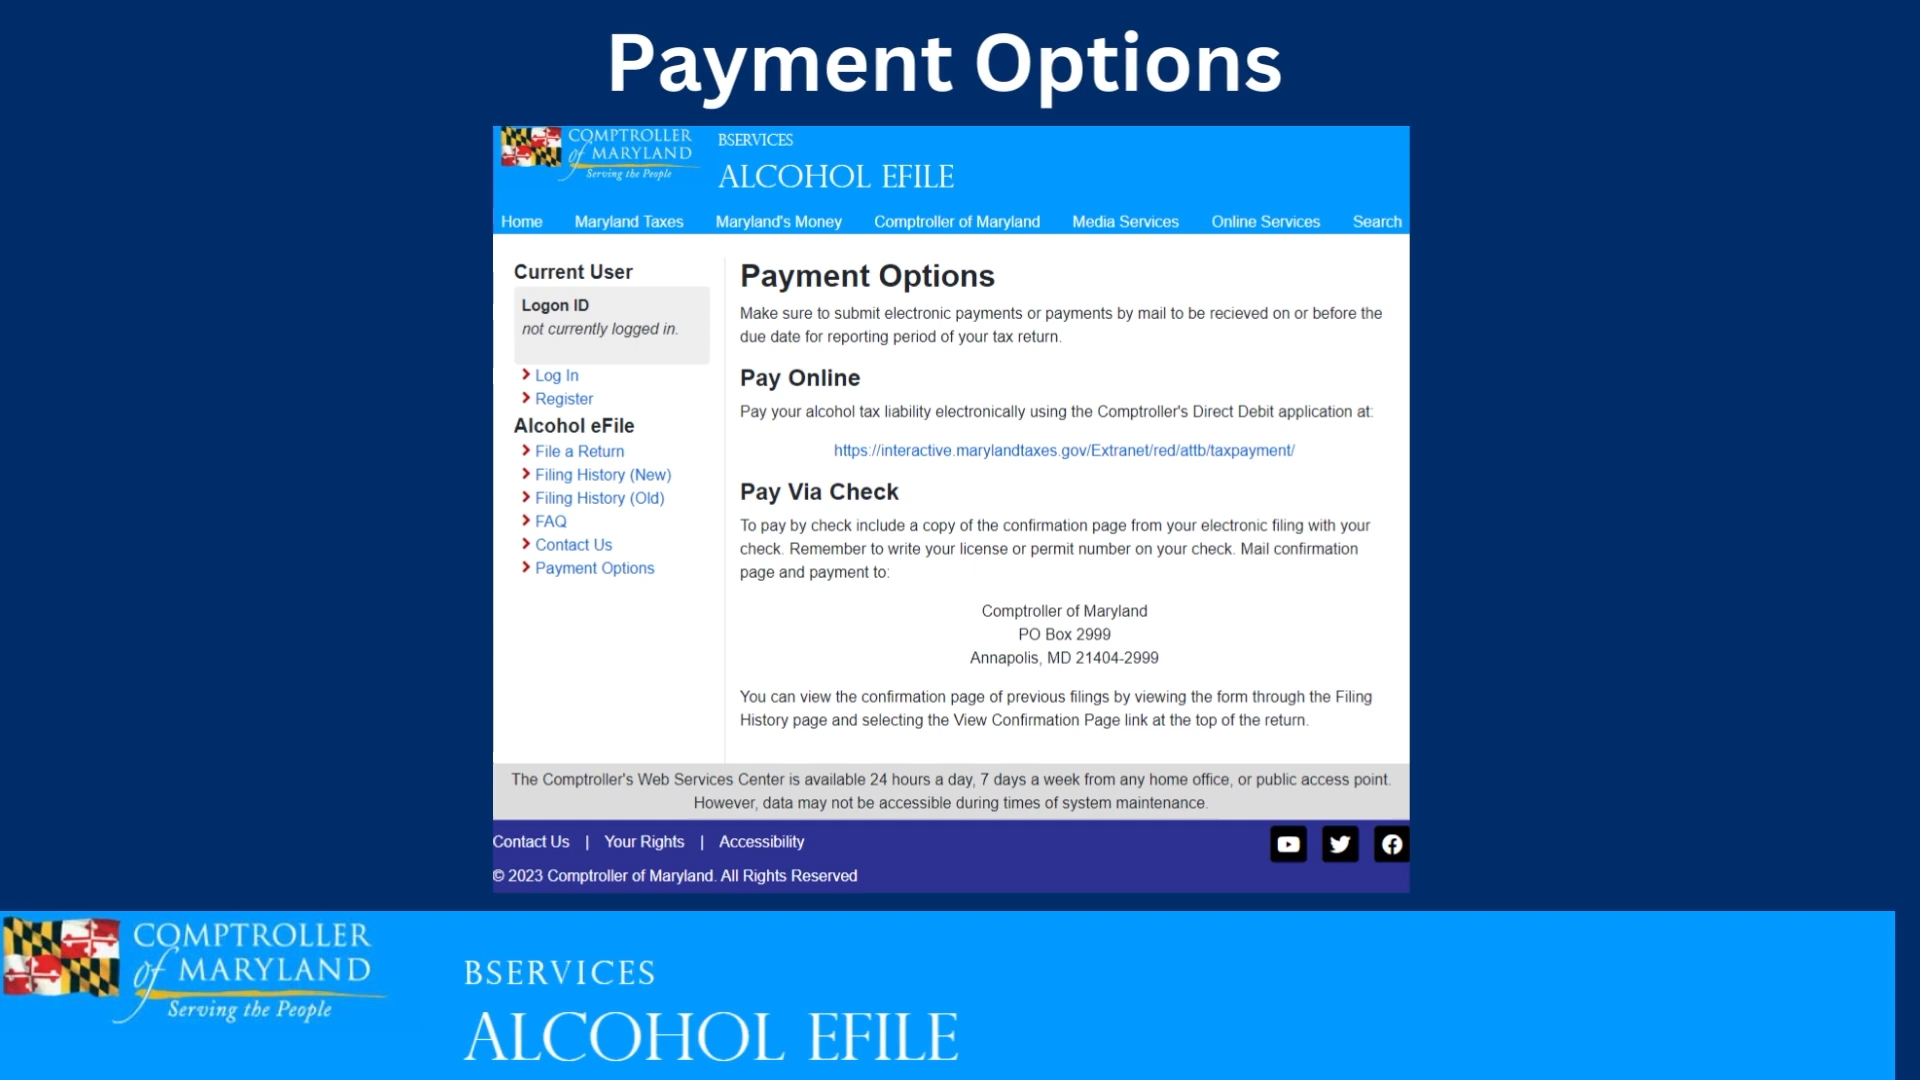 Payment Options
COMPTROLLER
of MARYLAND
Serving the People
BSERVICES
ALCOHOL EFILE
Home Maryland Taxes Maryland's Money Comptroller of Maryland Media Services Online Services Search
Current User
Logon ID
not currently logged in.
Log In
Register
Alcohol eFile
File a Return
Filing History (New)
Filing History (Old)
FAQ
Contact Us
Payment Options
Payment Options
Make sure to submit electronic payments or payments by mail to be recieved on or before the
due date for reporting period of your tax return.
Pay Online
Pay your alcohol tax liability electronically using the Comptroller's Direct Debit application at:
https://interactive.marylandtaxes.gov/Extranet/red/attb/taxpayment/
Pay Via Check
To pay by check include a copy of the confirmation page from your electronic filing with your
check. Remember to write your license or permit number on your check. Mail confirmation
page and payment to:
Comptroller of Maryland
PO Box 2999
Annapolis, MD 21404-2999
You can view the confirmation page of previous filings by viewing the form through the Filing
History page and selecting the View Confirmation Page link at the top of the return.
The Comptroller's Web Services Center is available 24 hours a day, 7 days a week from any home office, or public access point.
However, data may not be accessible during times of system maintenance.
Contact Us | Your Rights | Accessibility
© 2023 Comptroller of Maryland. All Rights Reserved
COMPTROLLER
of MARYLAND
Serving the People
BSERVICES
ALCOHOL EFILE